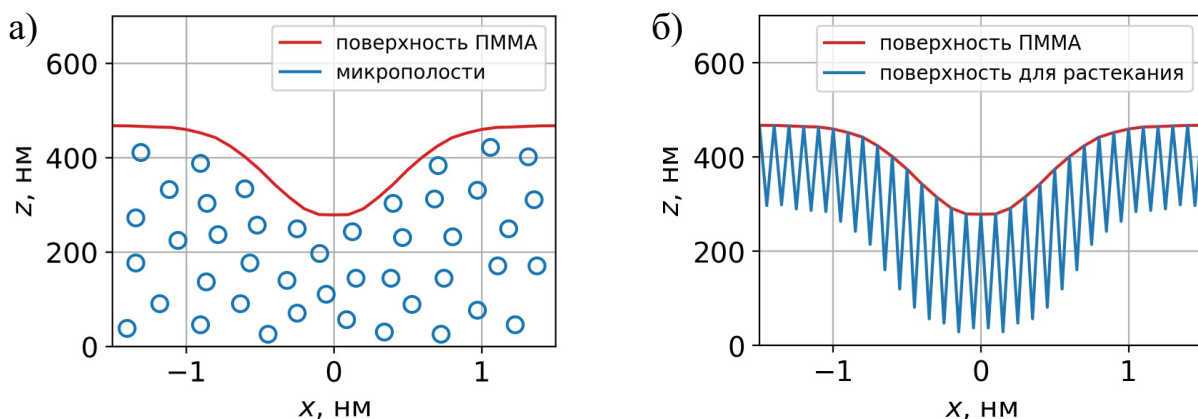 а)
поверхность ПММА
микрополости
600
400
200
0
z, нм
−1
0
1
x, нм
б)
поверхность ПММА
поверхность для растекания
600
400
200
0
z, нм
−1
0
1
x, нм